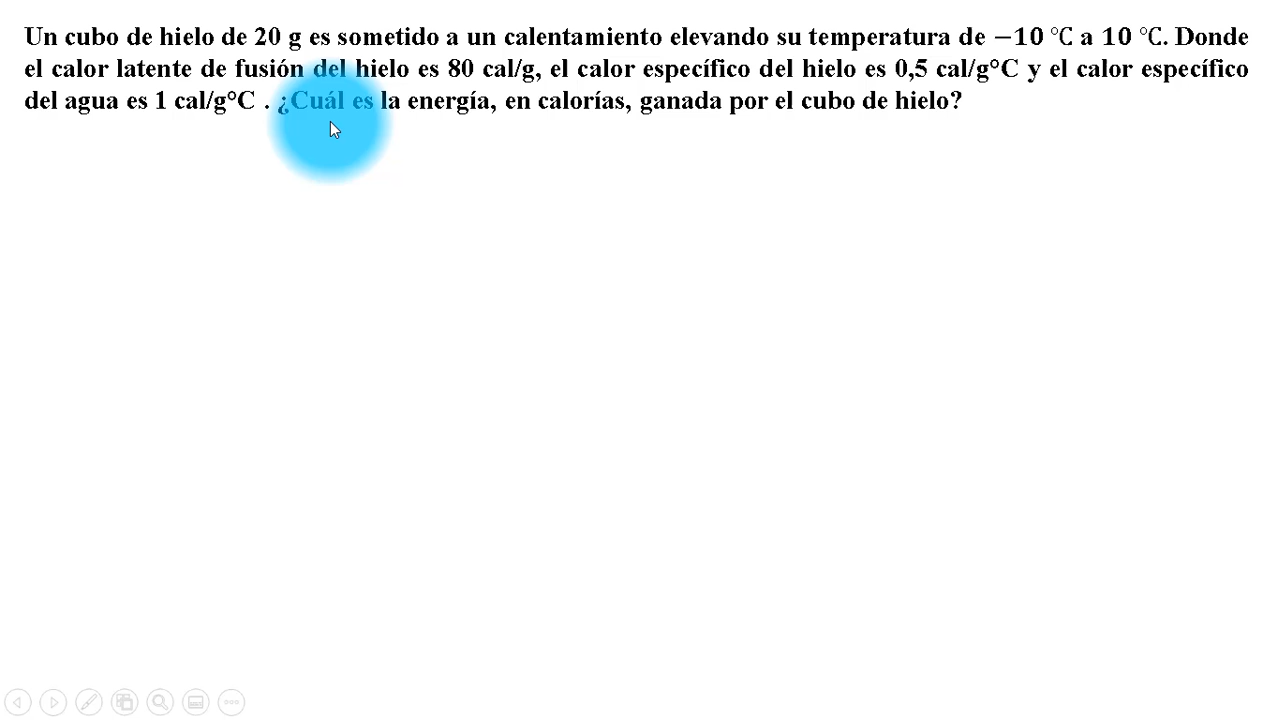 Un cubo de hielo de 20 g es sometido a un calentamiento elevando su temperatura de −10 ℃ a 10 ℃. Donde
el calor latente de fusión del hielo es 80 cal/g, el calor específico del hielo es 0,5 cal/g°C y el calor específico
del agua es 1 cal/g°C . ¿Cuál es la energía, en calorías, ganada por el cubo de hielo?